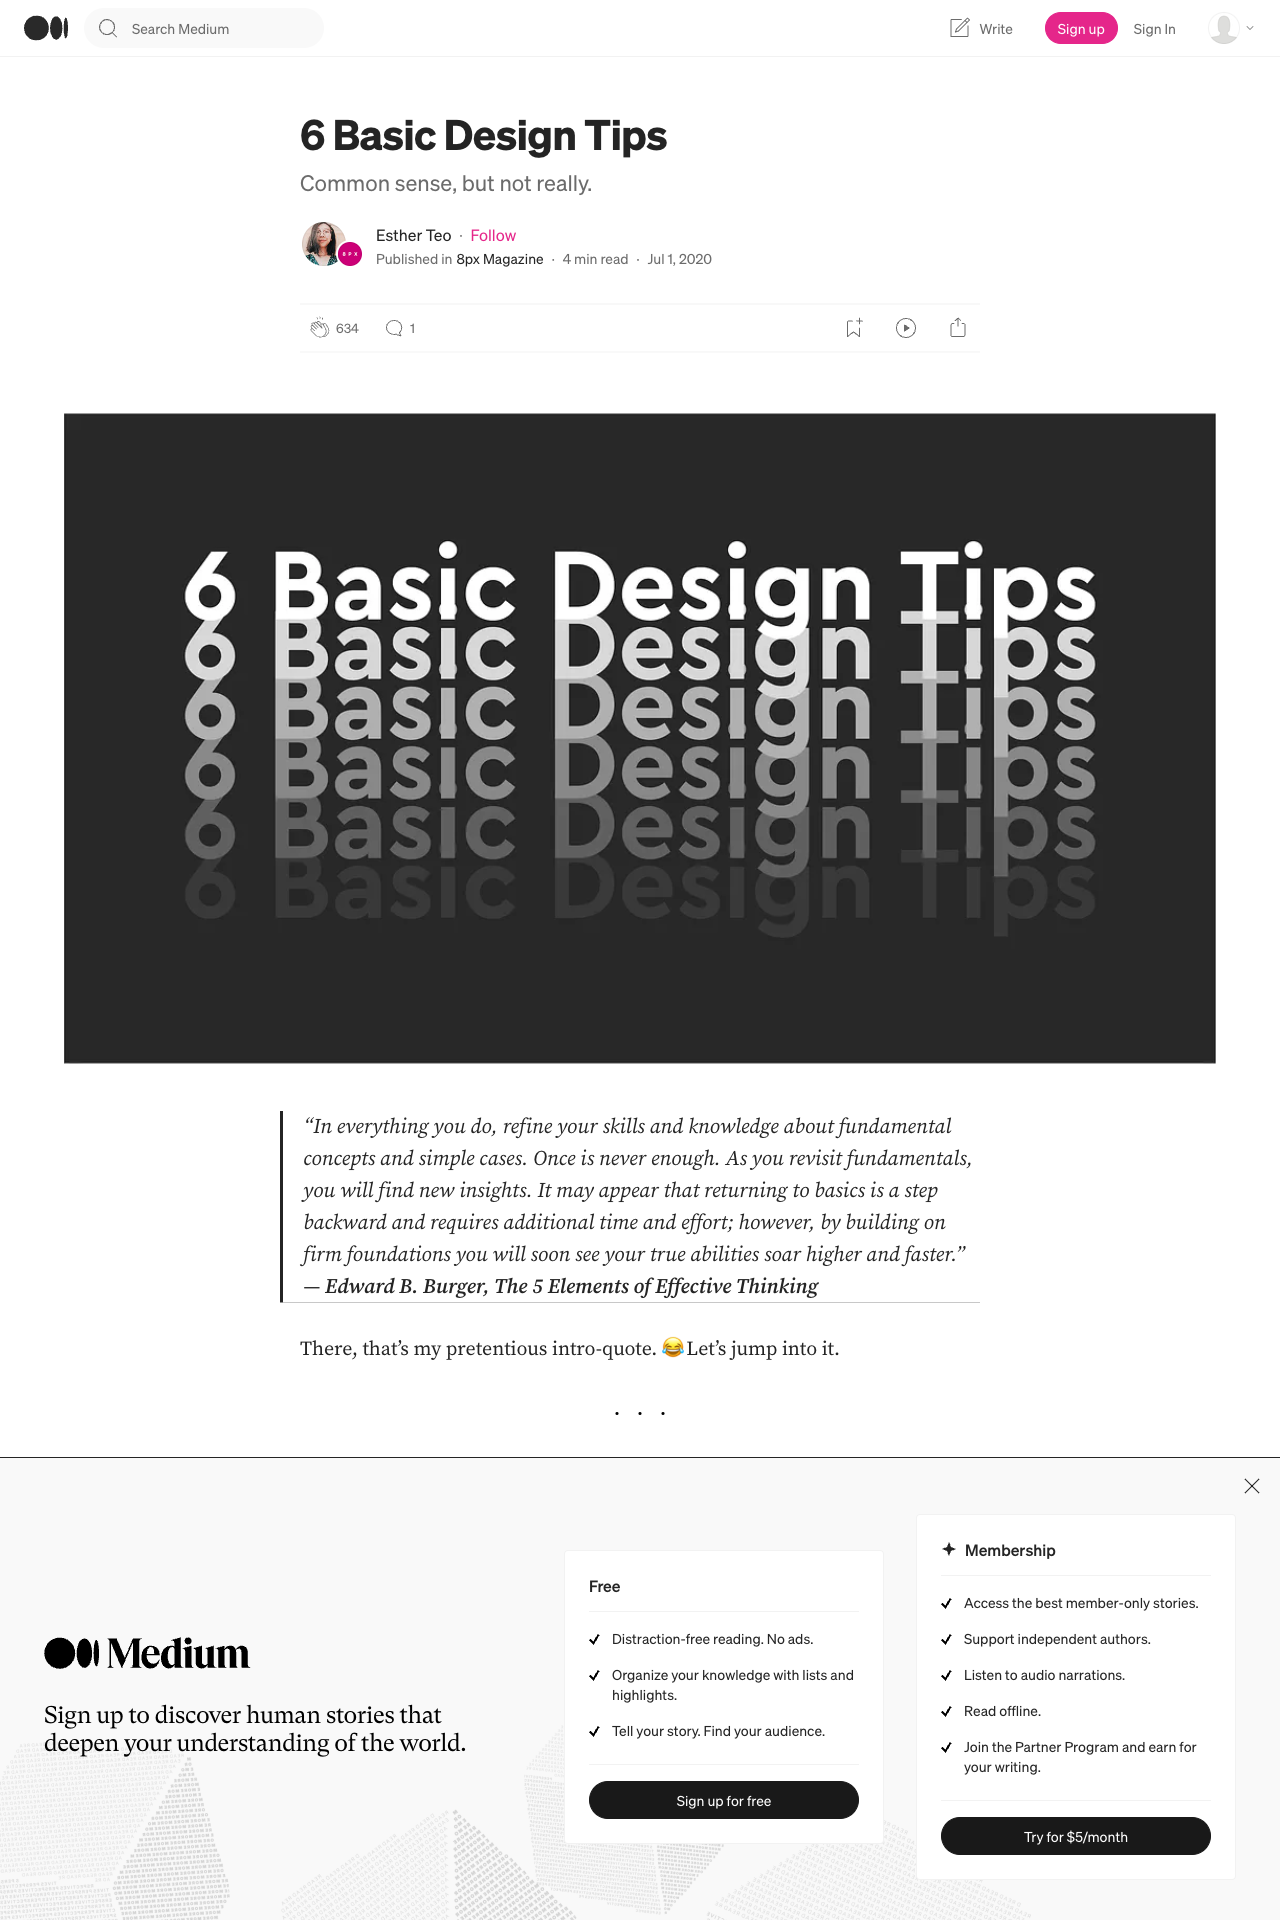 Search Medium
Write
Sign up
Sign In
6 Basic Design Tips
Common sense, but not really.
Esther Teo · Follow
8PX
Published in 8px Magazine · 4 min read · Jul 1, 2020
634
1
6 Basic Design Tips
6 Basic Design Tips
6 Basic Design Tips
6 Basic Design Tips
6 Basic Design Tips
6 Basic Design Tips
“In everything you do, refine your skills and knowledge about fundamental
concepts and simple cases. Once is never enough. As you revisit fundamentals,
you will find new insights. It may appear that returning to basics is a step
backward and requires additional time and effort; however, by building on
firm foundations you will soon see your true abilities soar higher and faster.”
— Edward B. Burger, The 5 Elements of Effective Thinking
There, that’s my pretentious intro-quote. 😂Let’s jump into it.
. . .
Medium
Sign up to discover human stories that
deepen your understanding of the world.
Free
Distraction-free reading. No ads.
Organize your knowledge with lists and
highlights.
Tell your story. Find your audience.
Sign up for free
Membership
Access the best member-only stories.
Support independent authors.
Listen to audio narrations.
Read offline.
Join the Partner Program and earn for
your writing.
Try for $5/month